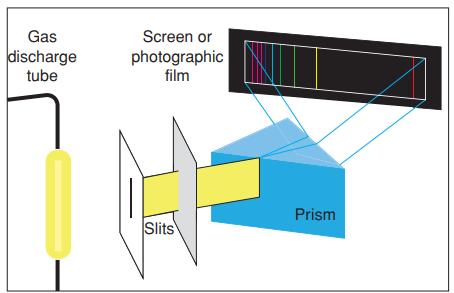 Gas
discharge
tube
Screen or
photographic
film
Slits
Prism